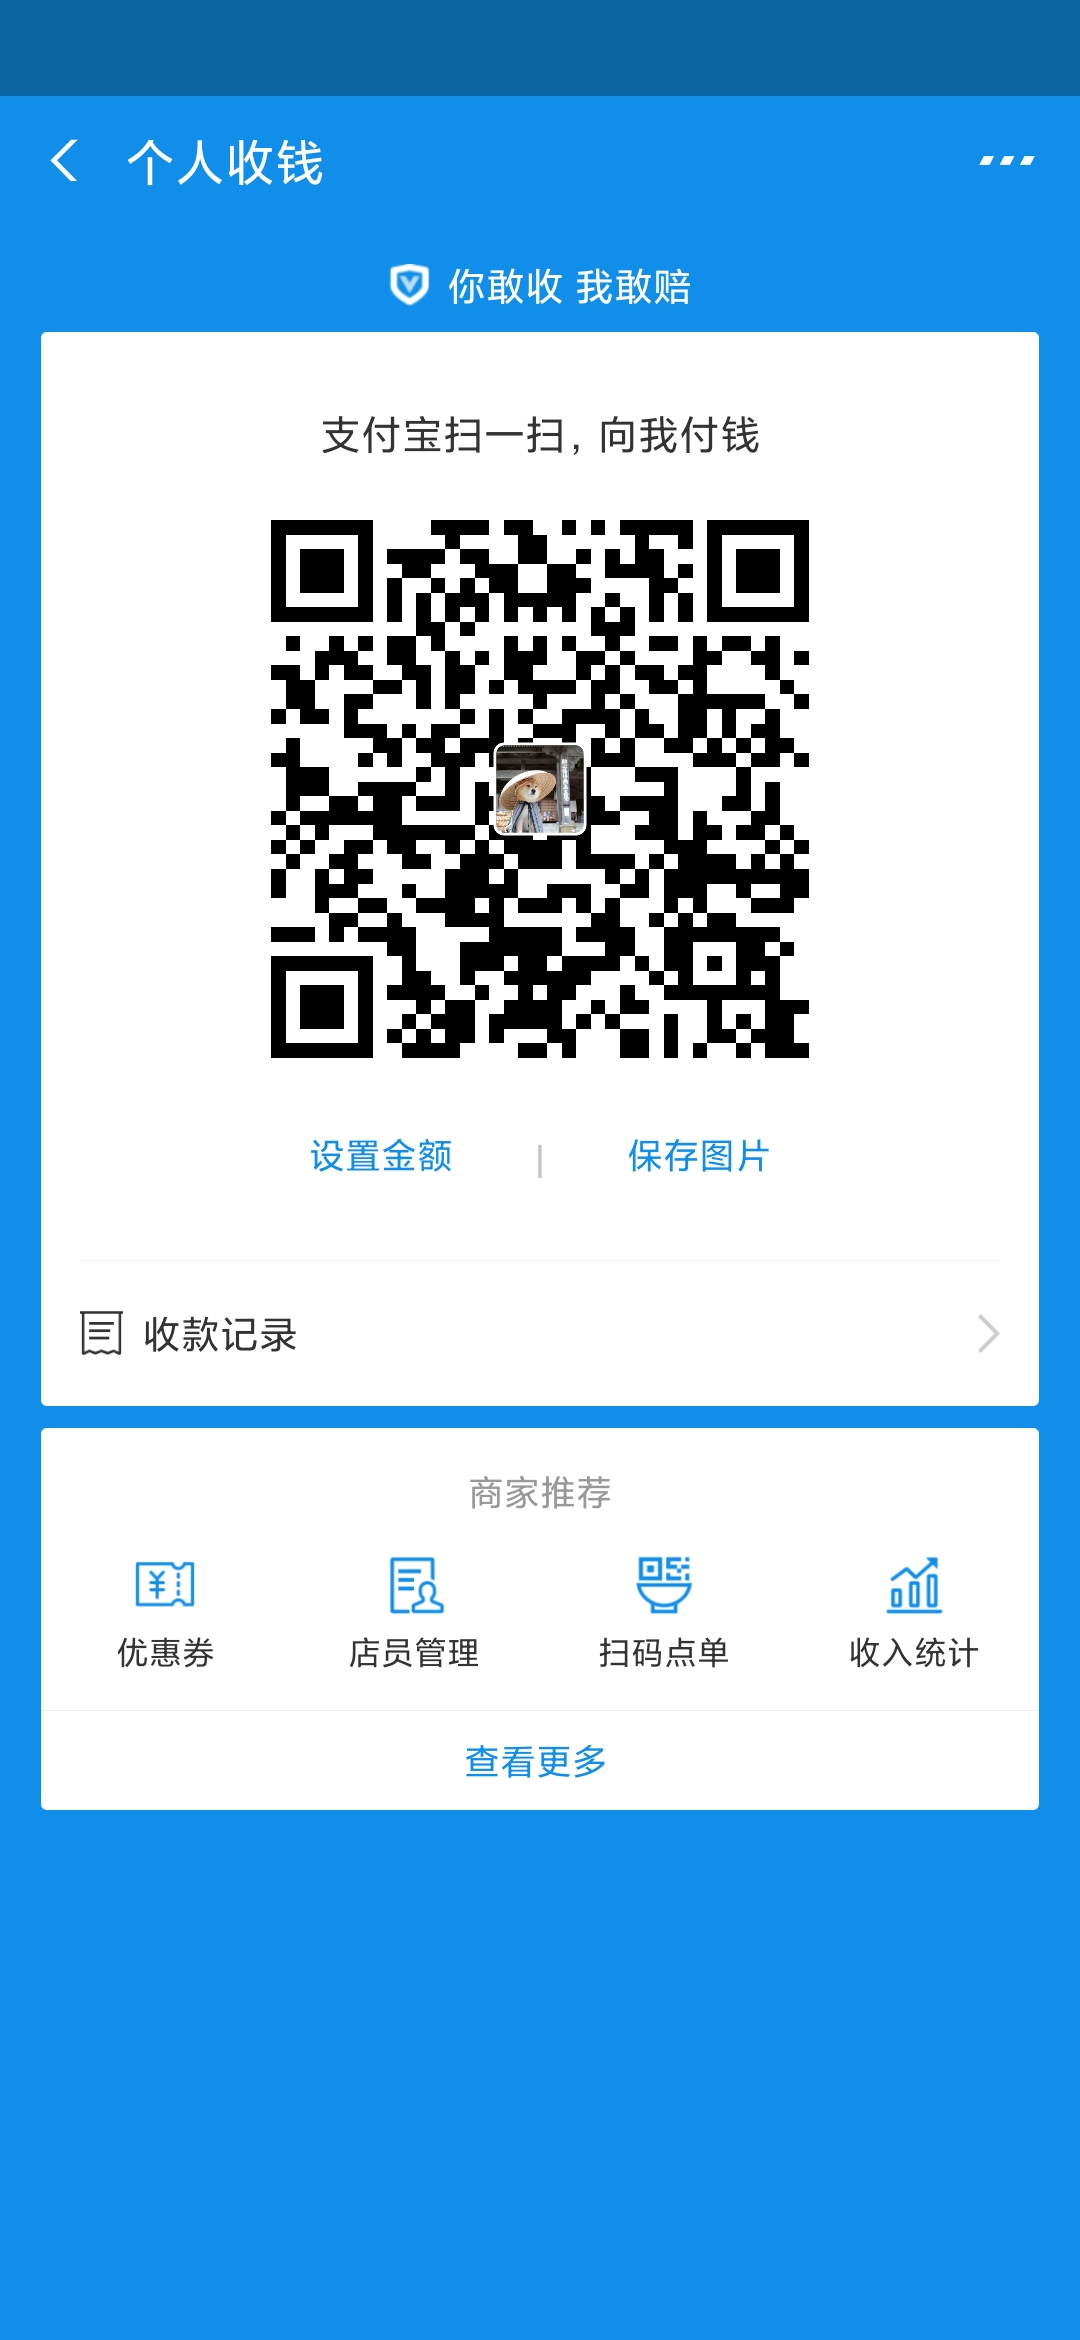 个人收钱
你敢收 我敢赔
支付宝扫一扫，向我付钱
设置金额 | 保存图片
收款记录
商家推荐
优惠券 店员管理 扫码点单 收入统计
查看更多